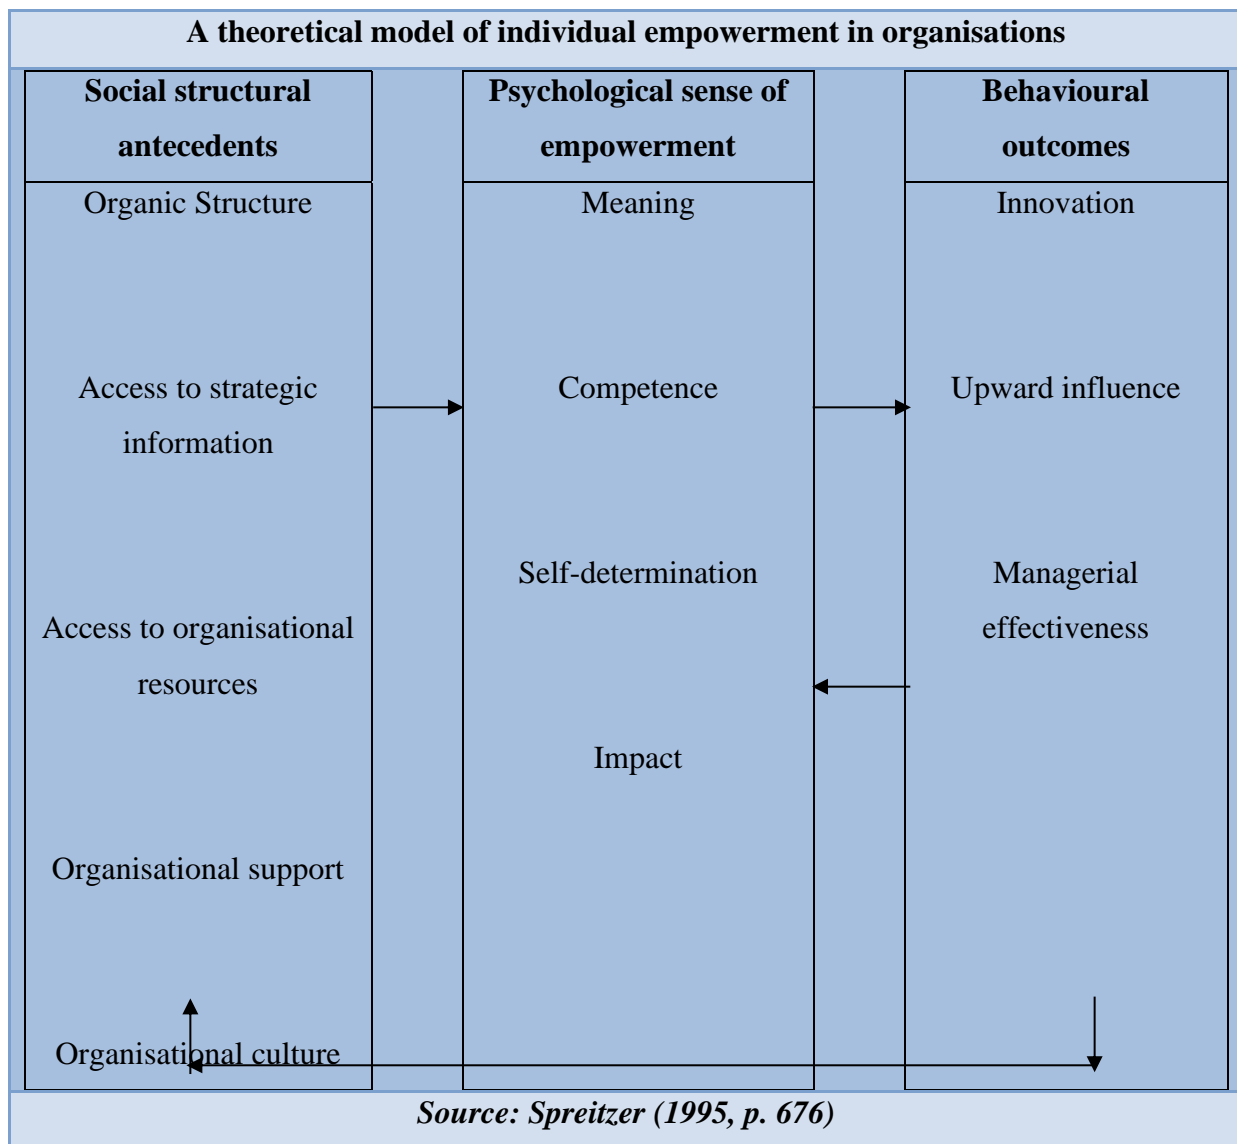 A theoretical model of individual empowerment in organisations
Social structural
antecedents
Organic Structure
Access to strategic
information
Access to organisational
resources
Organisational support
Organisational culture
Psychological sense of
empowerment
Meaning
Competence
Self-determination
Impact
Behavioural
outcomes
Innovation
Upward influence
Managerial
effectiveness
Source: Spreitzer (1995, p. 676)